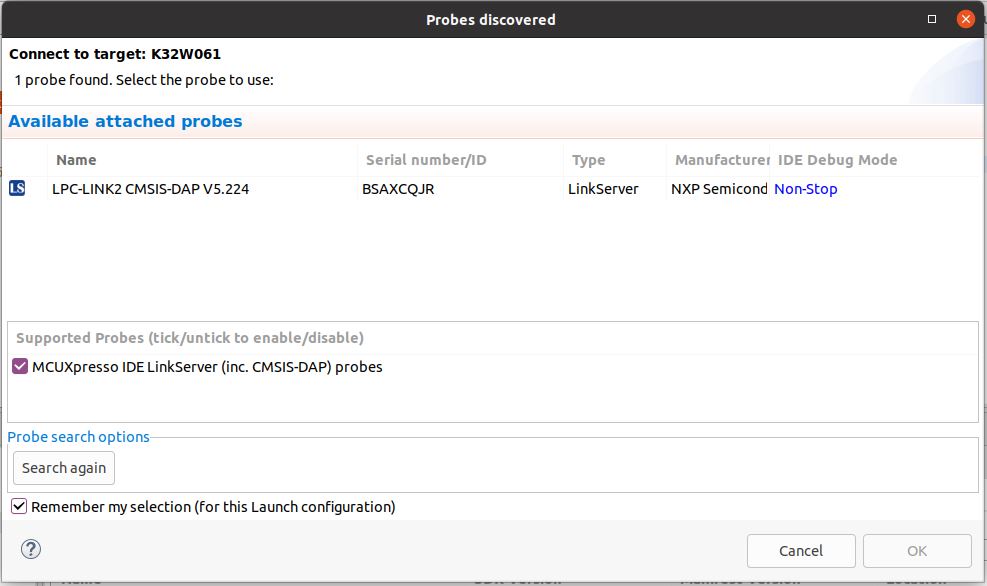 Probes discovered
Connect to target: K32W061
1 probe found. Select the probe to use:
Available attached probes
Name Serial number/ID Type Manufacturer IDE Debug Mode
LS LPC-LINK2 CMSIS-DAP V5.224 BSAXCQJR LinkServer NXP Semicond Non-Stop
Supported Probes (tick/untick to enable/disable)
MCUXpresso IDE LinkServer (inc. CMSIS-DAP) probes
Probe search options
Search again
Remember my selection (for this Launch configuration)
? Cancel OK